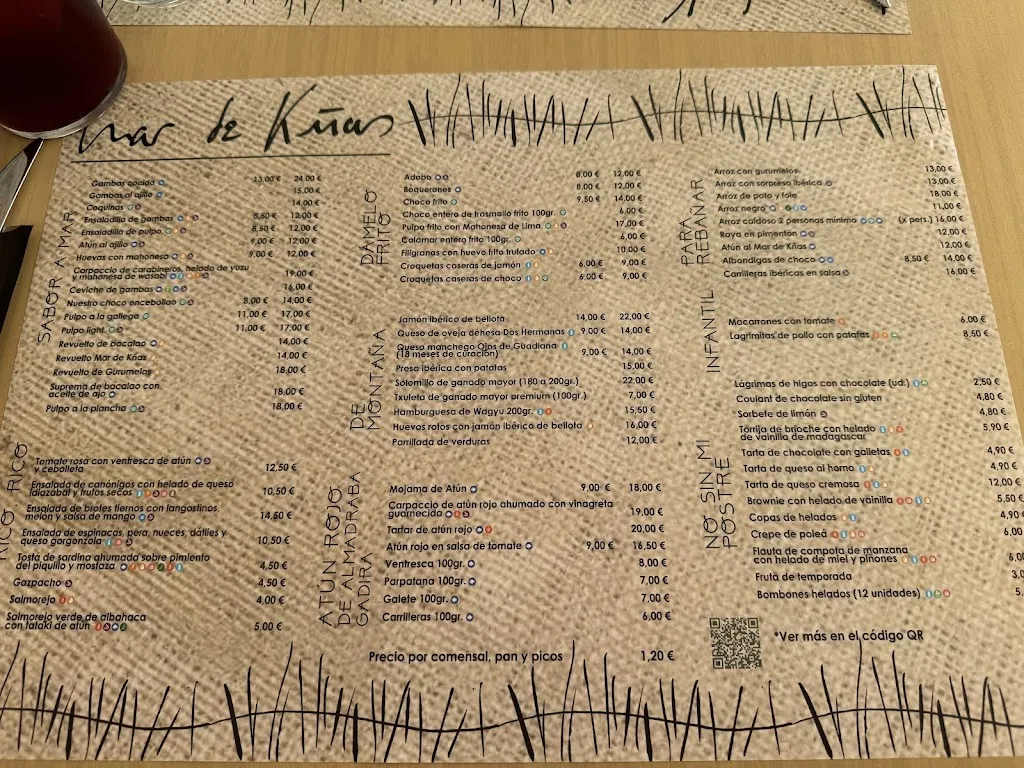 Mar de Kñas
SABOR A MAR
Gambas cocida 13,00 € 24,00 €
Gambas al ajillo 15,00 €
Coquinas 14,00 €
Ensaladilla de gambas 8,50 € 12,00 €
Ensaladilla de pulpo 8,50 € 12,00 €
Atún al ajillo 9,00 € 12,00 €
Huevas con mahonesa 9,00 € 12,00 €
Carpaccio de carabineros, helado de yuzu
y mahonesa de wasabi 19,00 €
Ceviche de gambas 16,00 €
Nuestro choco encebollao 8,00 € 14,00 €
Pulpo a la gallega 11,00 € 17,00 €
Pulpo light 11,00 € 17,00 €
Revuelto de bacalao 14,00 €
Revuelto Mar de Kñas 14,00 €
Revuelto de Gurumelos 18,00 €
Suprema de bacalao con
aceite de ajo 18,00 €
Pulpo a la plancha 18,00 €
RICO RICO
Tomate rosa con ventresca de atún
y cebolleta 12,50 €
Ensalada de canónigos con helado de queso
Idiazabal y frutos secos 10,50 €
Ensalada de brotes tiernos con langostinos,
melón y salsa de mango 14,50 €
Ensalada de espinacas, pera, nueces, dátiles y
queso gorgonzola 10,50 €
Tosta de sardina ahumada sobre pimiento
del piquillo y mostaza 4,50 €
Gazpacho 4,50 €
Salmorejo 4,00 €
Salmorejo verde de albahaca
con tataki de atún 5,00 €
DAMELO
FRITO
Adobo 8,00 € 12,00 €
Boquerones 8,00 € 12,00 €
Choco frito 9,50 € 14,00 €
Choco entero de trasmallo frito 100gr. 6,00 €
Pulpo frito con Mahonesa de Lima 17,00 €
Calamar entero frito 100gr. 6,00 €
Filigranas con huevo frito trufado 10,00 €
Croquetas caseras de jamón 6,00 € 9,00 €
Croquetas caseras de choco 6,00 € 9,00 €
DE
MONTAÑA
Jamón ibérico de bellota 14,00 € 22,00 €
Queso de oveja dehesa Dos Hermanas 9,00 € 14,00 €
Queso manchego Ojos de Guadiana
(18 meses de curación) 9,00 € 14,00 €
Presa ibérica con patatas 15,00 €
Solomillo de ganado mayor (180 a 200gr.) 22,00 €
Txuleta de ganado mayor premium (100gr.) 7,00 €
Hamburguesa de Wagyu 200gr. 15,50 €
Huevos rotos con jamón ibérico de bellota 16,00 €
Parrillada de verduras 12,00 €
ATÚN ROJO
DE ALMADRABA
GADIRA
Mojama de Atún 9,00 € 18,00 €
Carpaccio de atún rojo ahumado con vinagreta
guarnecida 19,00 €
Tartar de atún rojo 20,00 €
Atún rojo en salsa de tomate 9,00 € 16,50 €
Ventresca 100gr. 8,00 €
Parpatana 100gr. 7,00 €
Galete 100gr. 7,00 €
Carrilleras 100gr. 6,00 €
Precio por comensal, pan y picos 1,20 €
PARA
REBAÑAR
Arroz con gurumelos 13,00 €
Arroz con sorpresa ibérica 13,00 €
Arroz de pato y foie 18,00 €
Arroz negro 11,00 €
Arroz caldoso 2 personas mínimo (x pers.) 16,00 €
Raya en pimentón 12,00 €
Atún al Mar de Kñas 12,00 €
Albondigas de choco 8,50 € 14,00 €
Carrilleras ibéricas en salsa 16,00 €
INFANTIL
Macarrones con tomate 6,00 €
Lagrimitas de pollo con patatas 8,50 €
NO SIN MI
POSTRE
Lágrimas de higos con chocolate (ud.) 2,50 €
Coulant de chocolate sin gluten 4,80 €
Sorbete de limón 4,80 €
Torrija de brioche con helado
de vainilla de madagascar 5,90 €
Tarta de chocolate con galletas 4,90 €
Tarta de queso al horno 4,90 €
Tarta de queso cremosa 12,00 €
Brownie con helado de vainilla 5,50 €
Copas de helados 4,90
Crepe de poleá 6,00
Flauta de compota de manzana
con helado de miel y piñones 6,0
Fruta de temporada 3,0
Bombones helados (12 unidades) 5,
*Ver más en el código QR